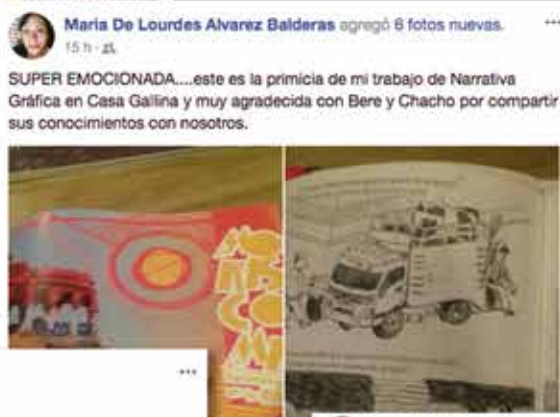 Maria De Lourdes Alvarez Balderas agregó 6 fotos nuevas.
15 h
SUPER EMOCIONADA....este es la primicia de mi trabajo de Narrativa
Gráfica en Casa Gallina y muy agradecida con Bere y Chacho por compartir
sus conocimientos con nosotros.